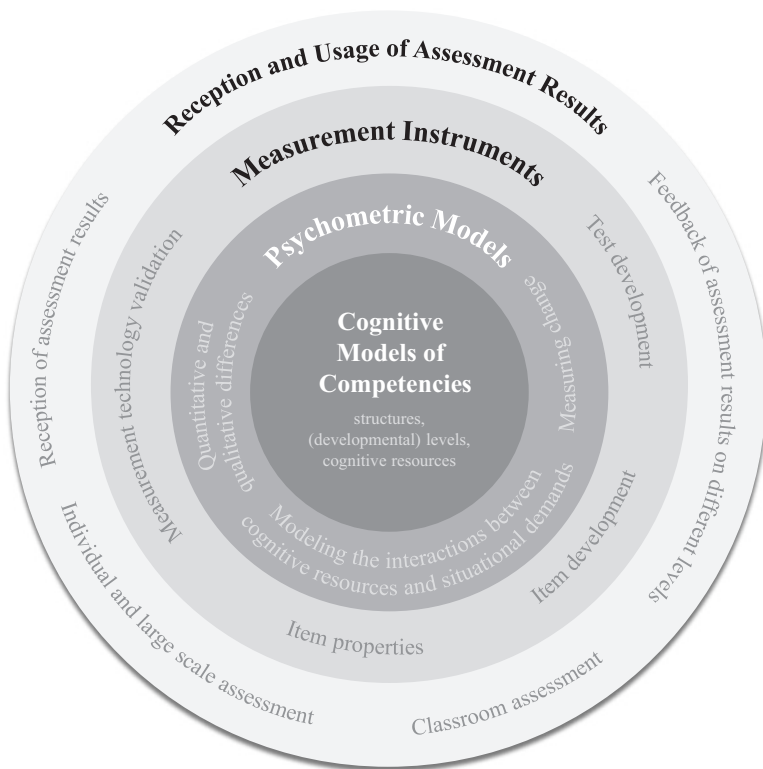 Reception and Usage of Assessment Results
Measurement Instruments
Psychometric Models
Cognitive
Models of
Competencies
structures,
(developmental) levels,
cognitive resources
Quantitative and
qualitative differences
Measuring change
Modeling the interactions between
cognitive resources and situational demands
Measurement technology validation
Test development
Item development
Item properties
Reception of assessment results
Feedback of assessment results on different levels
Individual and large scale assessment
Classroom assessment